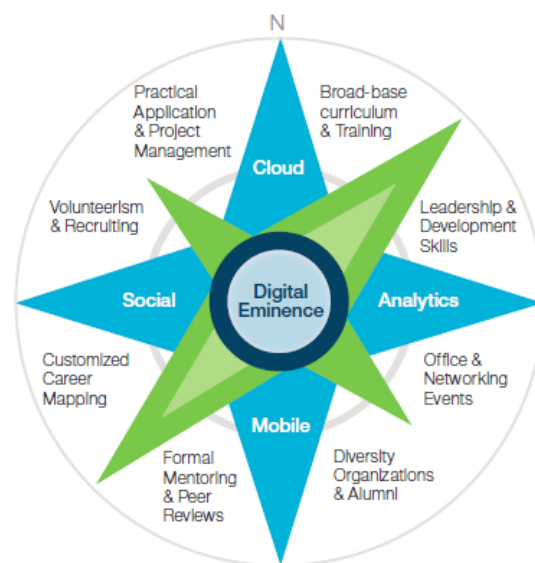 N
Practical
Application
& Project
Management
Broad-base
curriculum
& Training
Cloud
Volunteerism
& Recruiting
Leadership &
Development
Skills
Social
Digital
Eminence
Analytics
Customized
Career
Mapping
Office &
Networking
Events
Mobile
Formal
Mentoring
& Peer
Reviews
Diversity
Organizations
& Alumni